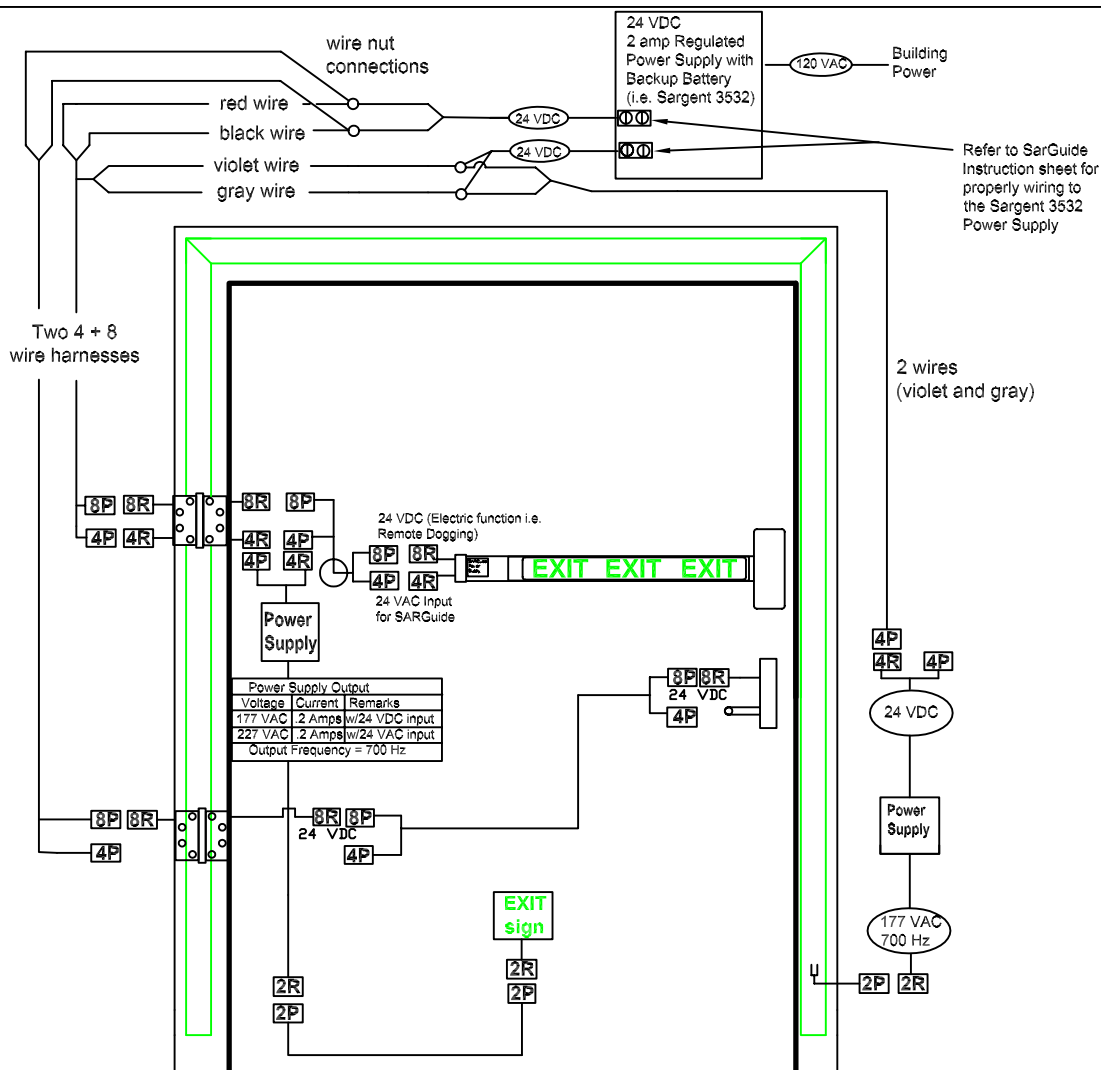 24 VDC
2 amp Regulated
Power Supply with
Backup Battery
(i.e. Sargent 3532)
120 VAC
Building
Power
wire nut
connections
red wire
black wire
violet wire
gray wire
24 VDC
24 VDC
Refer to SarGuide
Instruction sheet for
properly wiring to
the Sargent 3532
Power Supply
Two 4 + 8
wire harnesses
2 wires
(violet and gray)
8P 8R 8R 8P
4P 4R 4R 4P
4P 4R
24 VDC (Electric function i.e.
Remote Dogging)
8P 8R
4P 4R
24 VAC Input
for SARGuide
SARGuide
Power
Supply
EXIT EXIT EXIT
Power
Supply
Power Supply Output
Voltage Current Remarks
177 VAC .2 Amps w/24 VDC input
227 VAC .2 Amps w/24 VAC input
Output Frequency = 700 Hz
8P 8R
24 VDC
4P
4P
4R 4P
24 VDC
Power
Supply
177 VAC
700 Hz
2P 2R
8P 8R
4P
8R 8P
24 VDC
4P
EXIT
sign
2R
2P
2R
2P